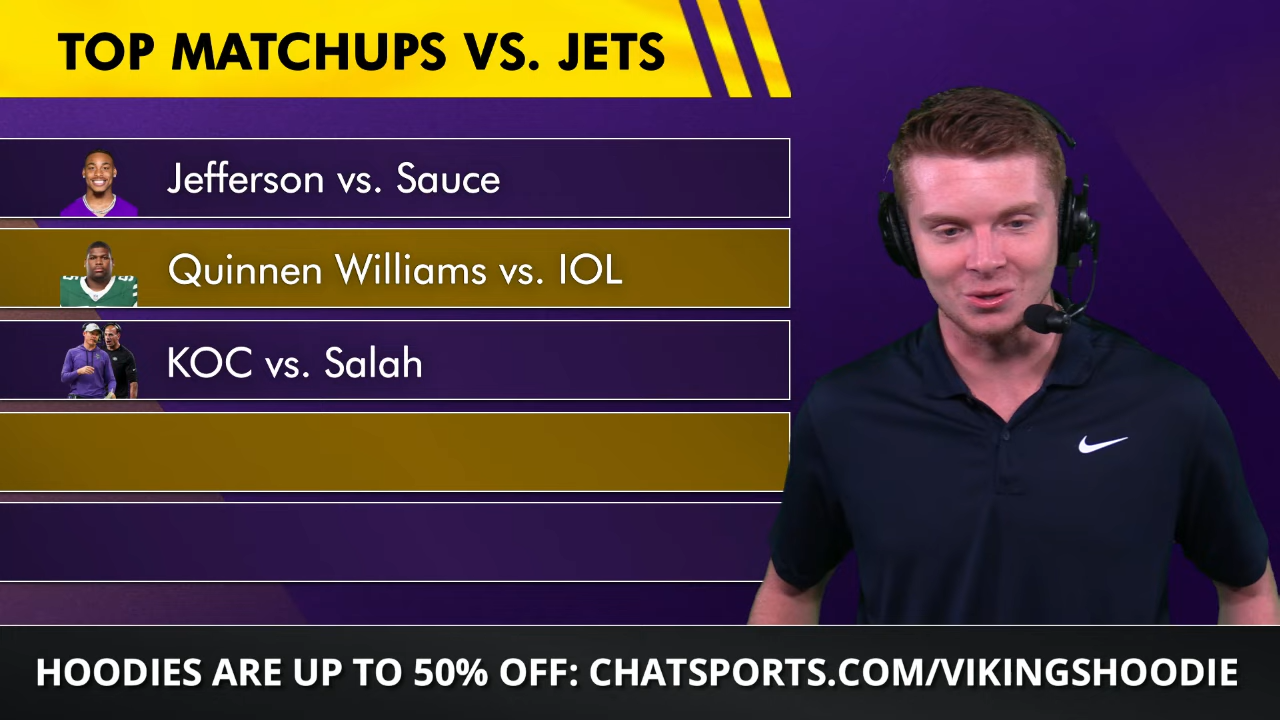 TOP MATCHUPS VS. JETS
Jefferson vs. Sauce
Quinnen Williams vs. IOL
KOC vs. Salah
HOODIES ARE UP TO 50% OFF: CHATSPORTS.COM/VIKINGSHOODIE